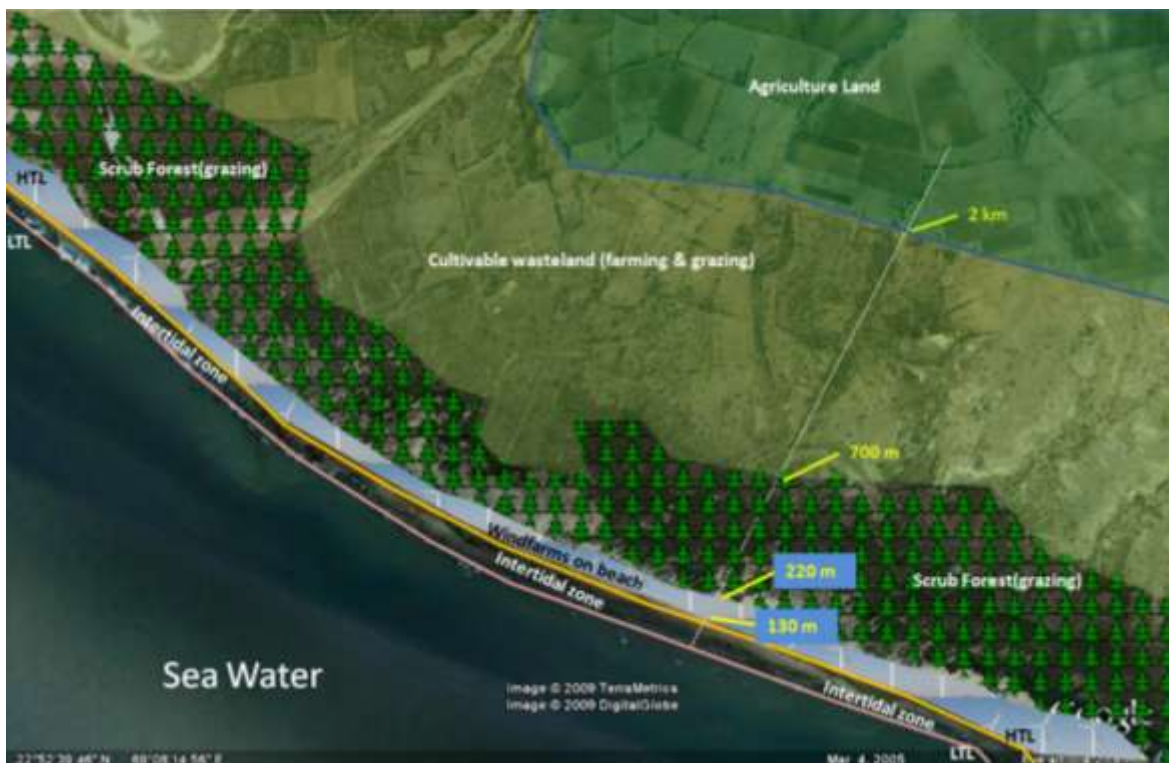 Agriculture Land
Scrub Forest(grazing)
HTL
2 km
LTL
Cultivable wasteland (farming & grazing)
Intertidal zone
700 m
Windfarms on beach
Intertidal zone
220 m
Scrub Forest(grazing)
130 m
Sea Water
Intertidal zone
Image © 2009 TerraMetrics
Image © 2009 DigitalGlobe
HTL
LTL
Mar 4, 2005